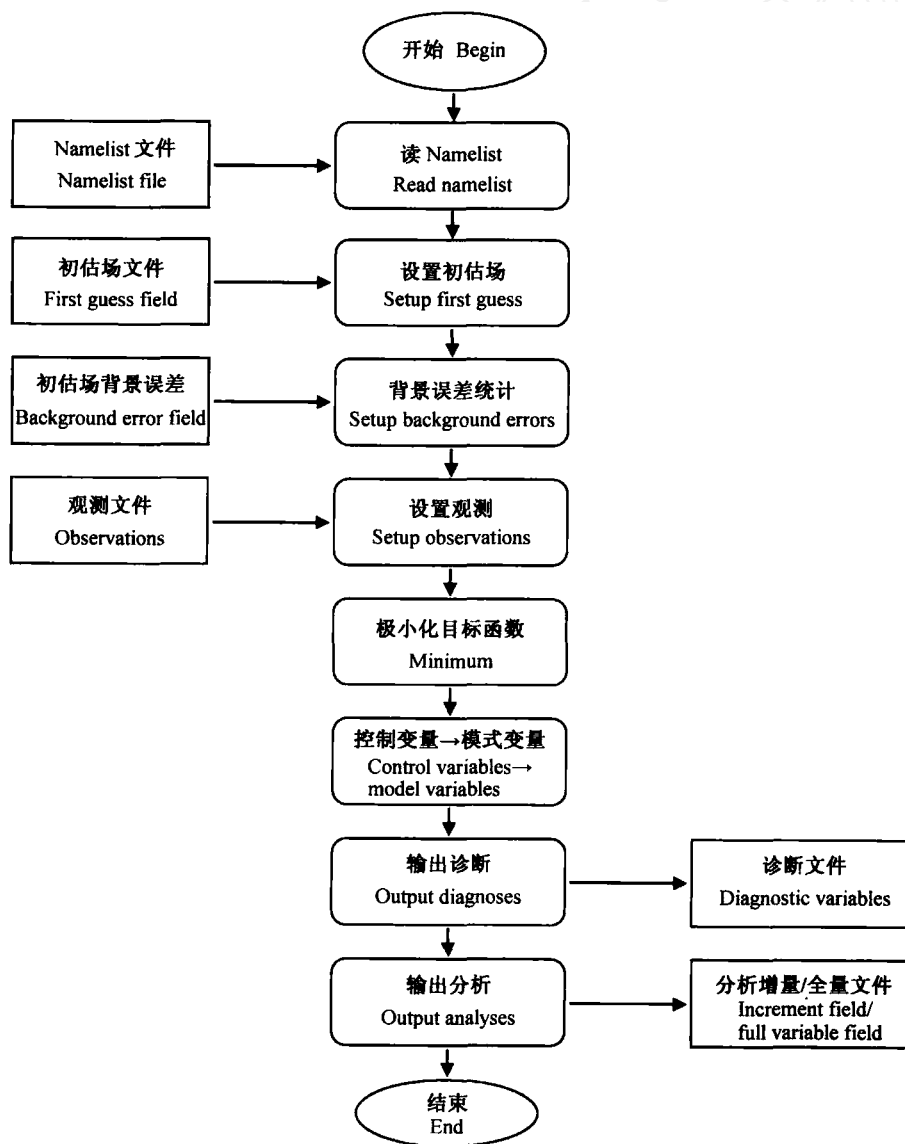 开始 Begin
Namelist 文件
Namelist file
读 Namelist
Read namelist
初估场文件
First guess field
设置初估场
Setup first guess
初估场背景误差
Background error field
背景误差统计
Setup background errors
观测文件
Observations
设置观测
Setup observations
极小化目标函数
Minimum
控制变量→模式变量
Control variables→
model variables
输出诊断
Output diagnoses
诊断文件
Diagnostic variables
输出分析
Output analyses
分析增量/全量文件
Increment field/
full variable field
结束
End